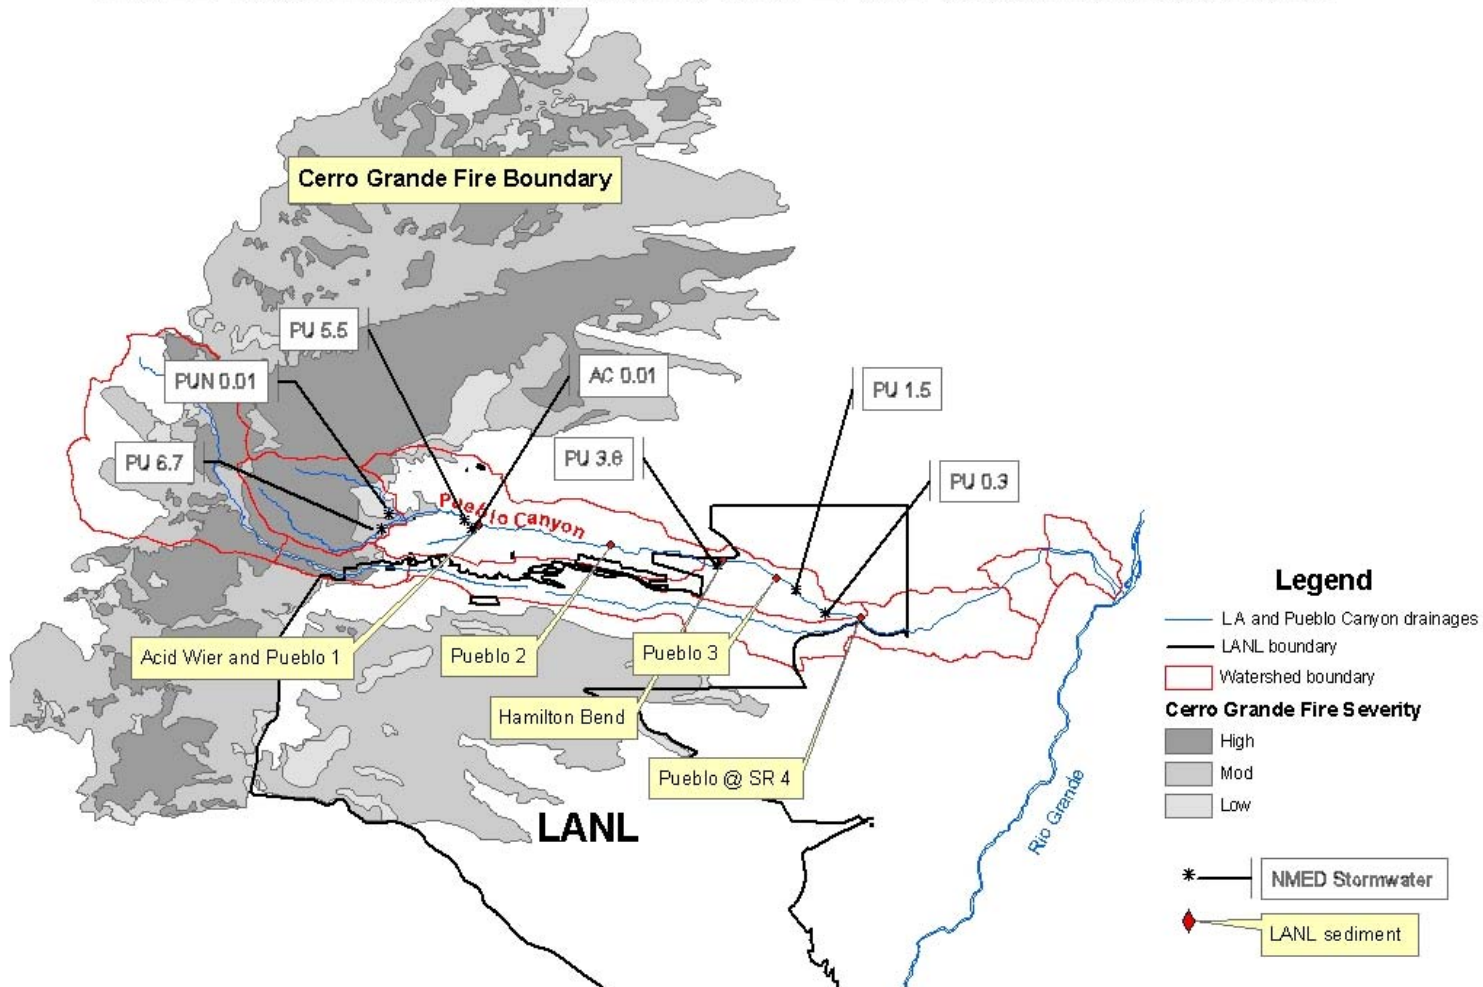 Cerro Grande Fire Boundary
PU 5.5
PUN 0.01
AC 0.01
PU 1.5
PU 6.7
PU 3.8
PU 0.3
Pueblo Canyon
Acid Wier and Pueblo 1
Pueblo 2
Pueblo 3
Hamilton Bend
Pueblo @ SR 4
LANL
Rio Grande
Legend
LA and Pueblo Canyon drainages
LANL boundary
Watershed boundary
Cerro Grande Fire Severity
High
Mod
Low
NMED Stormwater
LANL sediment